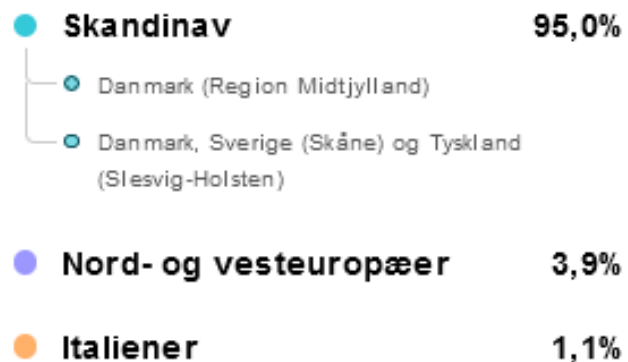 Skandinav 95,0%
Danmark (Region Midtjylland)
Danmark, Sverige (Skåne) og Tyskland
(Slesvig-Holsten)
Nord- og vesteuropæer 3,9%
Italiener 1,1%